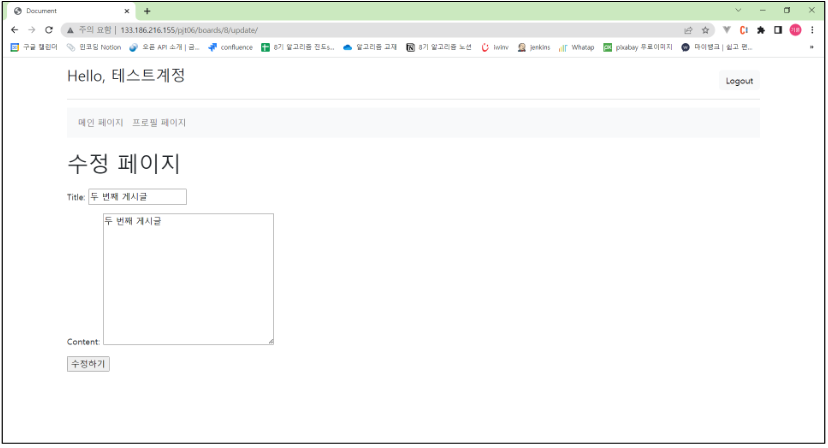 Document
주의 요함 | 133.186.216.155/pjt06/boards/8/update/
구글 캘린더 민코딩 Notion 오픈 API 소개 | 공... confluence 8기 알고리즘 진도s... 알고리즘 교재 8기 알고리즘 노션 iwinv Jenkins Whatap pixabay 무료이미지 마이뱅크 | 쉽고 편... »
Hello, 테스트계정
Logout
메인 페이지 프로필 페이지
수정 페이지
Title: 두 번째 게시글
두 번째 게시글
Content:
수정하기